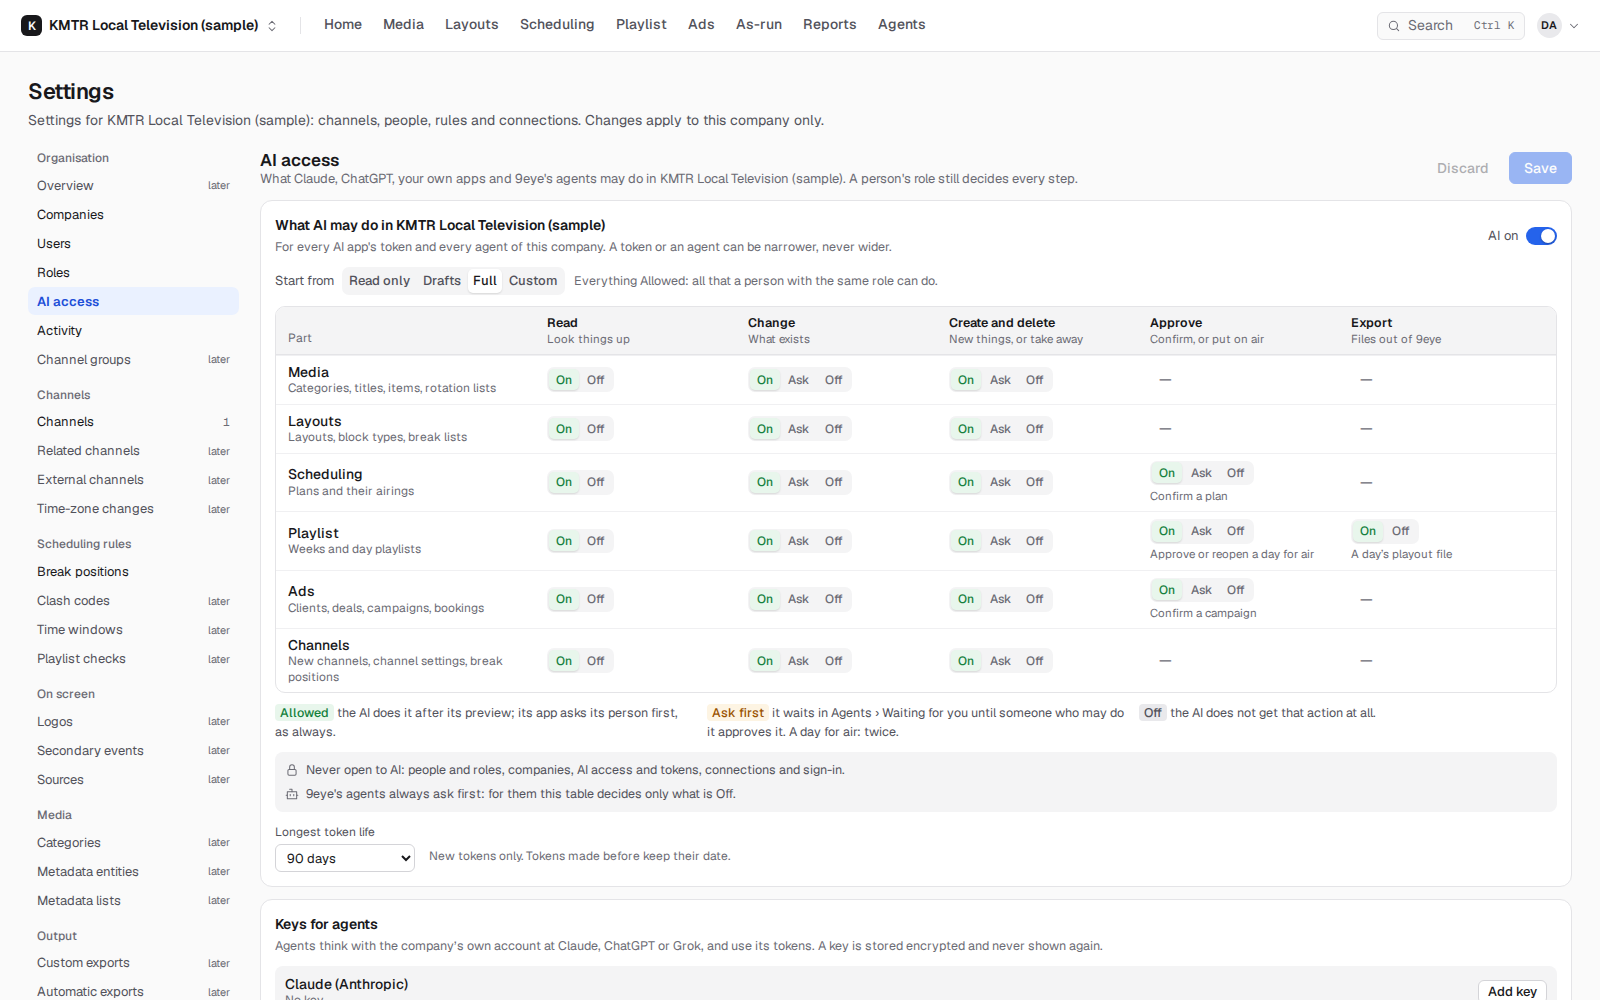 K KMTR Local Television (sample) Home Media Layouts Scheduling Playlist Ads As-run Reports Agents Search Ctrl K DA
Settings
Settings for KMTR Local Television (sample): channels, people, rules and connections. Changes apply to this company only.
Organisation
Overview later
Companies
Users
Roles
AI access
Activity
Channel groups later
Channels
Channels 1
Related channels later
External channels later
Time-zone changes later
Scheduling rules
Break positions
Clash codes later
Time windows later
Playlist checks later
On screen
Logos later
Secondary events later
Sources later
Media
Categories later
Metadata entities later
Metadata lists later
Output
Custom exports later
Automatic exports later
AI access
What Claude, ChatGPT, your own apps and 9eye's agents may do in KMTR Local Television (sample). A person's role still decides every step.
Discard Save
What AI may do in KMTR Local Television (sample)
For every AI app's token and every agent of this company. A token or an agent can be narrower, never wider.
AI on
Start from Read only Drafts Full Custom Everything Allowed: all that a person with the same role can do.
Part Read Change Create and delete Approve Export
Look things up What exists New things, or take away Confirm, or put on air Files out of 9eye
Media
Categories, titles, items, rotation lists
On Off On Ask Off On Ask Off — —
Layouts
Layouts, block types, break lists
On Off On Ask Off On Ask Off — —
Scheduling
Plans and their airings
On Off On Ask Off On Ask Off On Ask Off —
Confirm a plan
Playlist
Weeks and day playlists
On Off On Ask Off On Ask Off On Ask Off On Off
Approve or reopen a day for air A day's playout file
Ads
Clients, deals, campaigns, bookings
On Off On Ask Off On Ask Off On Ask Off —
Confirm a campaign
Channels
New channels, channel settings, break
positions
On Off On Ask Off On Ask Off — —
Allowed the AI does it after its preview; its app asks its person first,
as always.
Ask first it waits in Agents › Waiting for you until someone who may do
it approves it. A day for air: twice.
Off the AI does not get that action at all.
Never open to AI: people and roles, companies, AI access and tokens, connections and sign-in.
9eye's agents always ask first: for them this table decides only what is Off.
Longest token life
90 days New tokens only. Tokens made before keep their date.
Keys for agents
Agents think with the company's own account at Claude, ChatGPT or Grok, and use its tokens. A key is stored encrypted and never shown again.
Claude (Anthropic)
No key
Add key